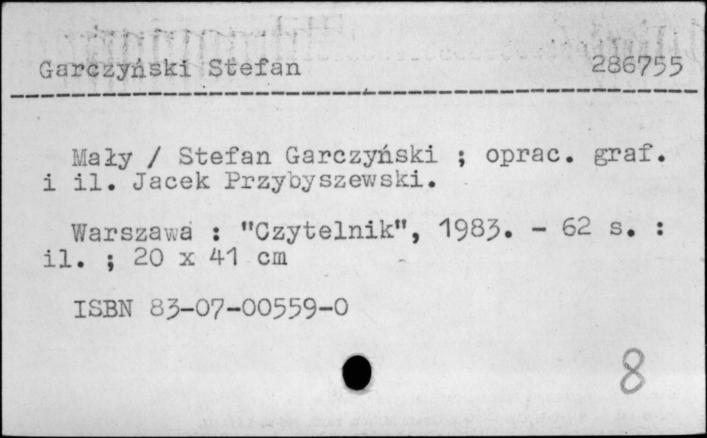 Garczyński Stefan 286755
Mały / Stefan Garczyński ; oprac. graf.
i il. Jacek Przybyszewski.
Warszawa : "Czytelnik", 1983. - 62 s. :
il. ; 20 x 41 cm
ISBN 83-07-00559-0
8